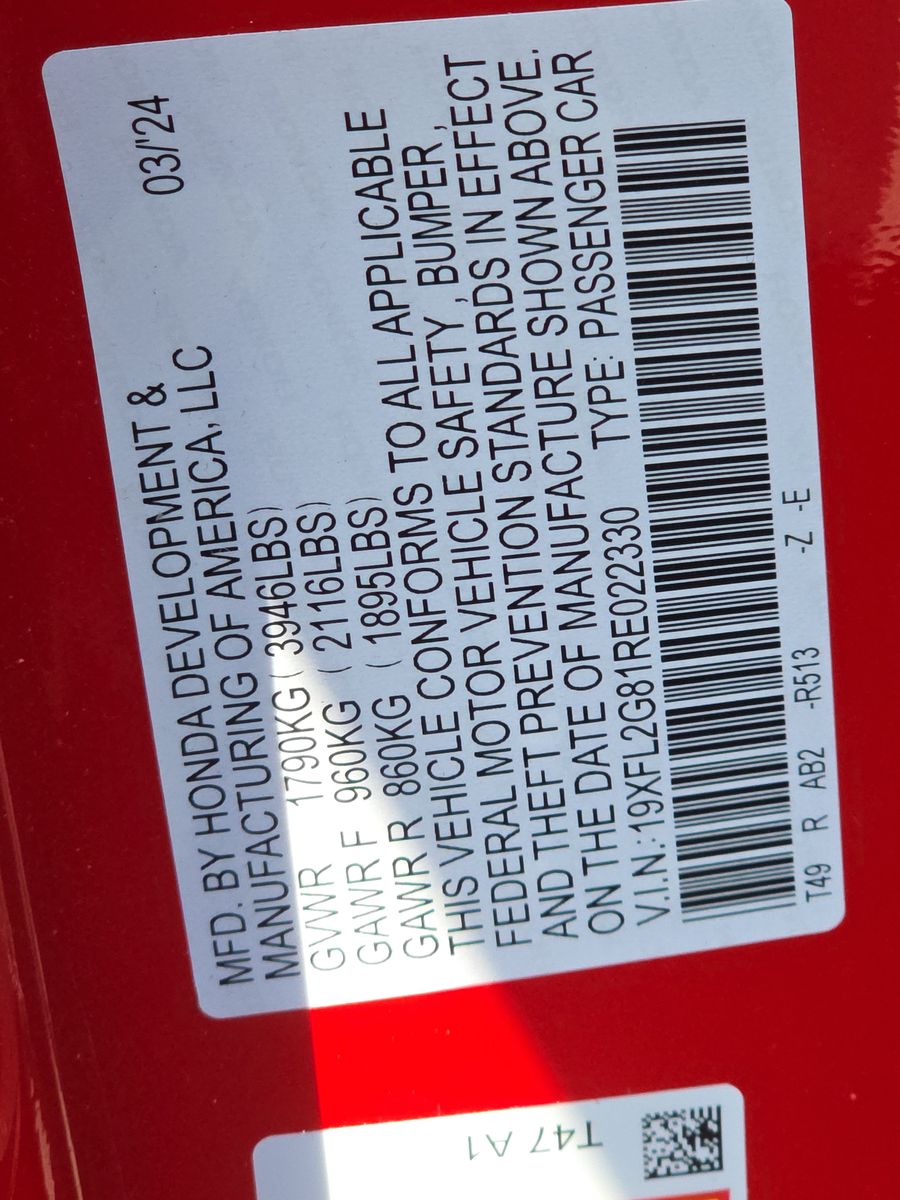 MFD. BY HONDA DEVELOPMENT & 03/'24
MANUFACTURING OF AMERICA, LLC
GVWR 1790KG ( 3946LBS)
GAWR F 960KG ( 2116LBS)
GAWR R 860KG ( 1895LBS)
THIS VEHICLE CONFORMS TO ALL APPLICABLE
FEDERAL MOTOR VEHICLE SAFETY , BUMPER ,
AND THEFT PREVENTION STANDARDS IN EFFECT
ON THE DATE OF MANUFACTURE SHOWN ABOVE.
V.I.N.:19XFL2G81RE022330 TYPE: PASSENGER CAR
T49 R AB2 -R513 -Z -E
T47 A1